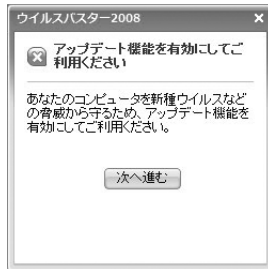 ウイルスバスター2008
アップデート機能を有効にしてご
利用ください
あなたのコンピュータを新種ウイルスなど
の脅威から守るため、アップデート機能を
有効にしてご利用ください。
次へ進む